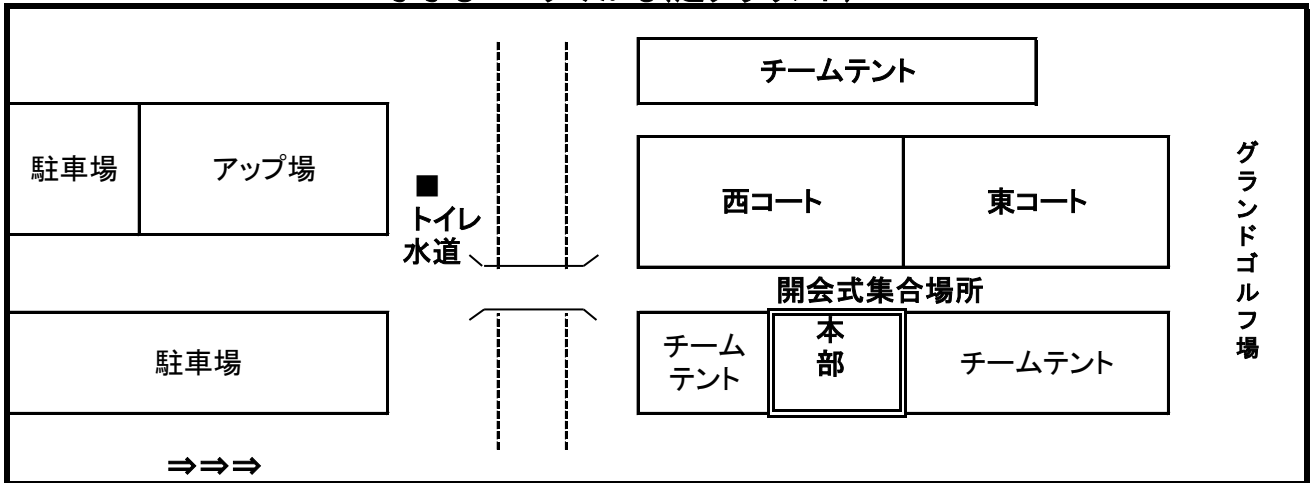 チームテント
駐車場
アップ場
■
トイレ
水道
西コート
東コート
グランドゴルフ場
開会式集合場所
駐車場
チーム
テント
本
部
チームテント
⇒⇒⇒